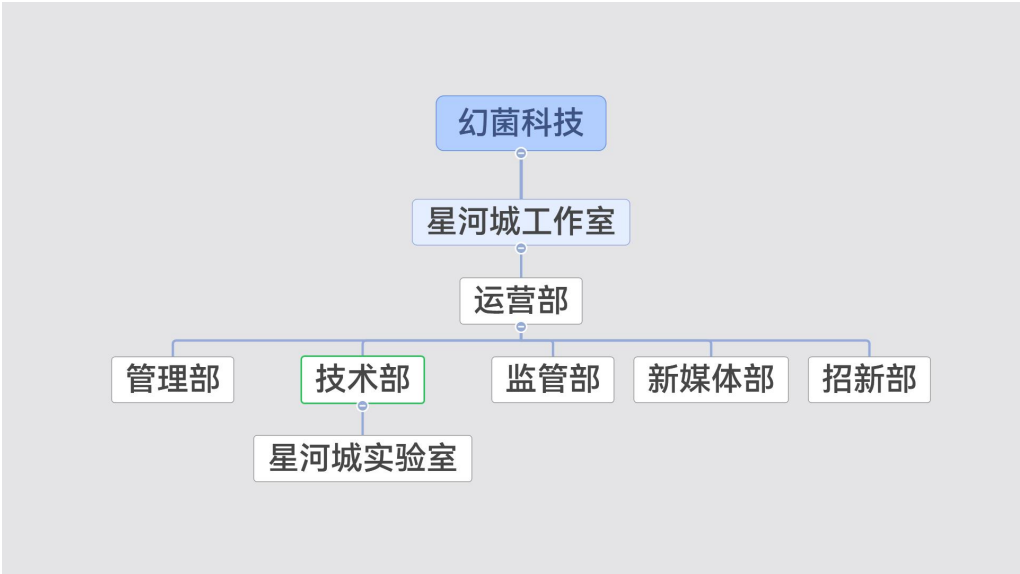 幻菌科技
星河城工作室
运营部
管理部
技术部
监管部
新媒体部
招新部
星河城实验室